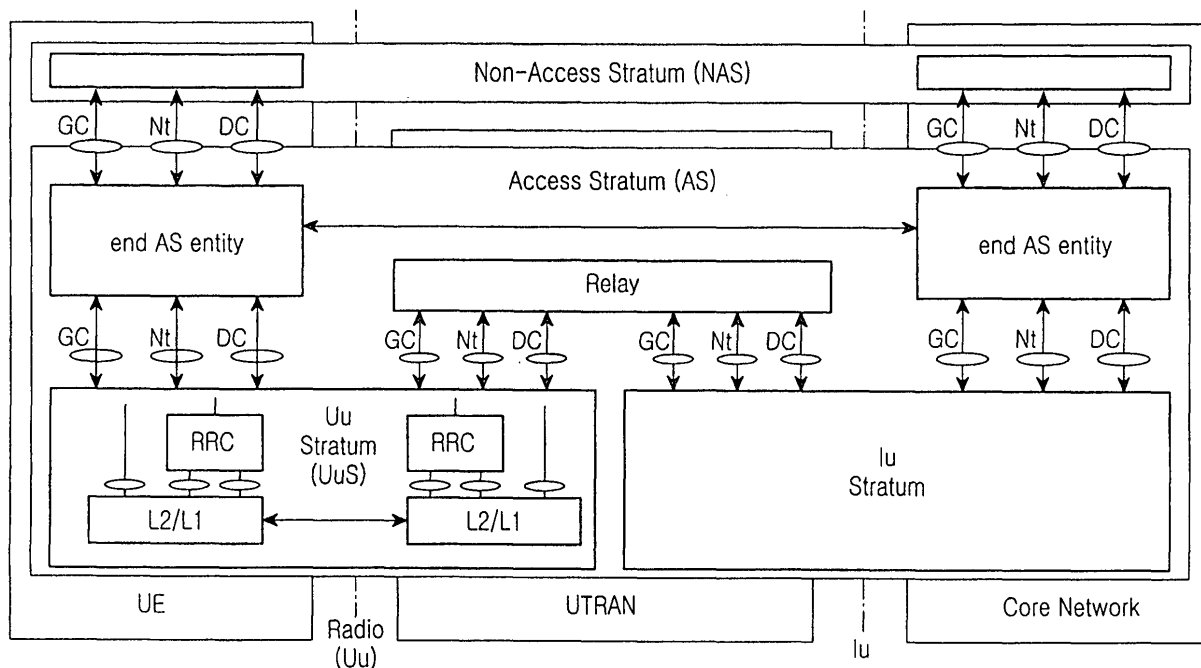 Non-Access Stratum (NAS)
GC Nt DC
GC Nt DC
Access Stratum (AS)
end AS entity
end AS entity
Relay
GC Nt DC
GC Nt DC
GC Nt DC
GC Nt DC
RRC
Uu
Stratum
(UuS)
RRC
Iu
Stratum
L2/L1
L2/L1
UE
UTRAN
Core Network
Radio
(Uu)
Iu